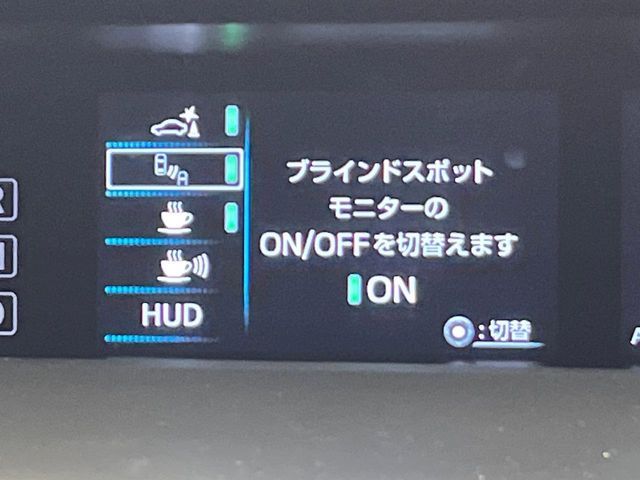 ブラインドスポット
モニターの
ON/OFFを切替えます
ON
HUD
:切替